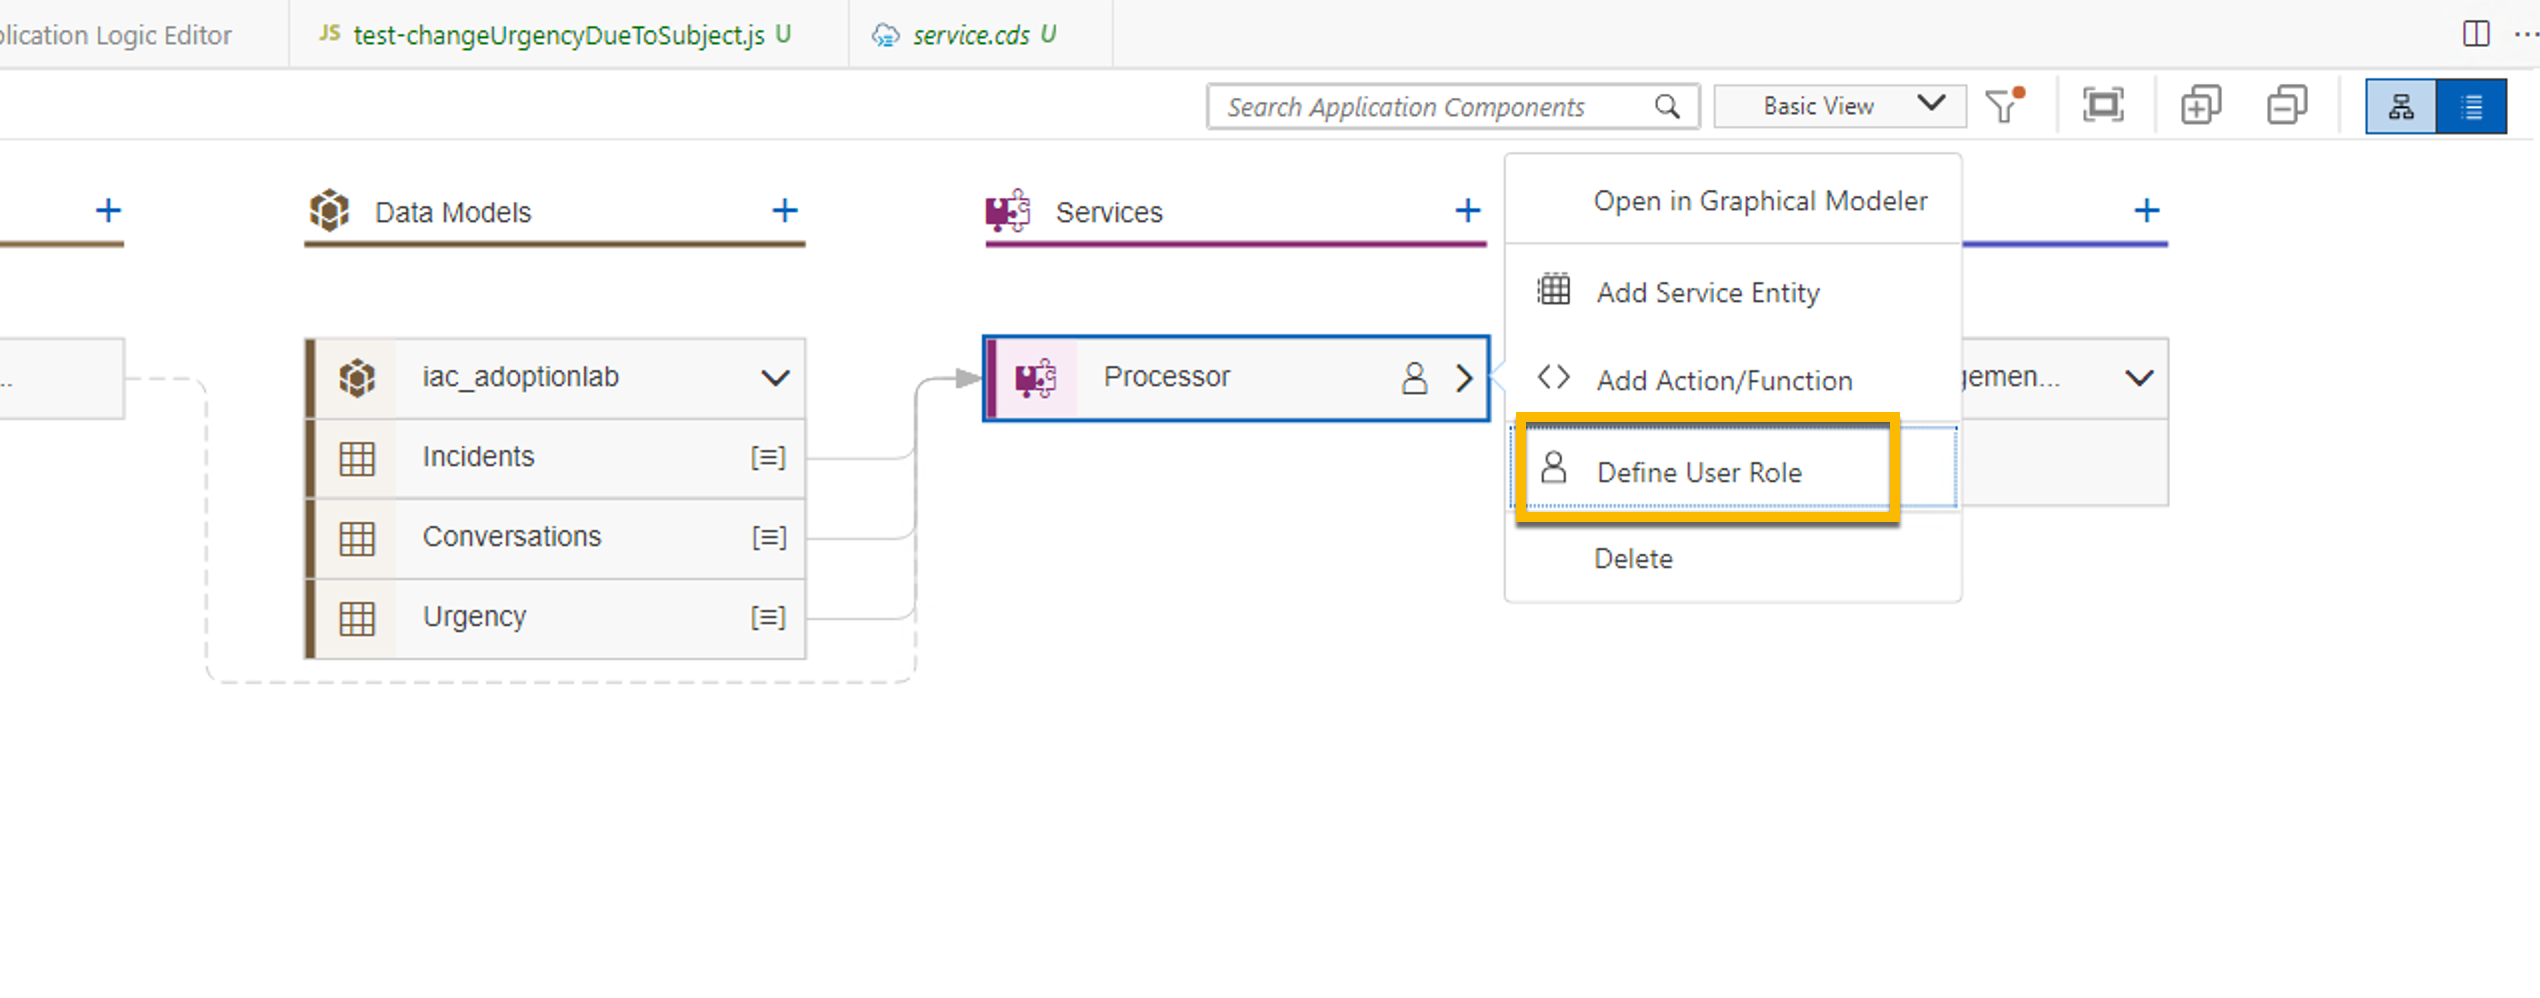 plication Logic Editor
JS test-changeUrgencyDueToSubject.js U
service.cds U
Search Application Components
Basic View
Data Models
Services
Open in Graphical Modeler
Add Service Entity
Add Action/Function
Define User Role
Delete
..
iac_adoptionlab
Incidents
Conversations
Urgency
Processor
gemen...